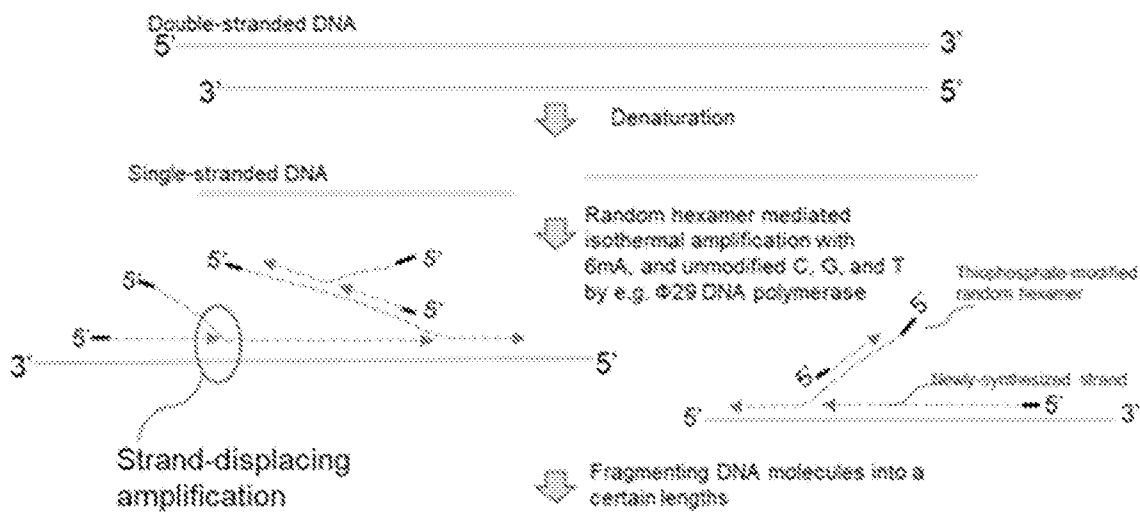 Double-stranded DNA
5'
3'
3'
5'
Denaturation
Single-stranded DNA
Random hexamer mediated
isothermal amplification with
6mA, and unmodified C, G, and T
by e.g. Φ29 DNA polymerase
Thiophosphate-modified
random hexamer
5'
5'
5'
5'
5'
5'
Newly-synthesized strand
3'
5'
5'
5'
3'
Strand-displacing
amplification
Fragmenting DNA molecules into a
certain lengths